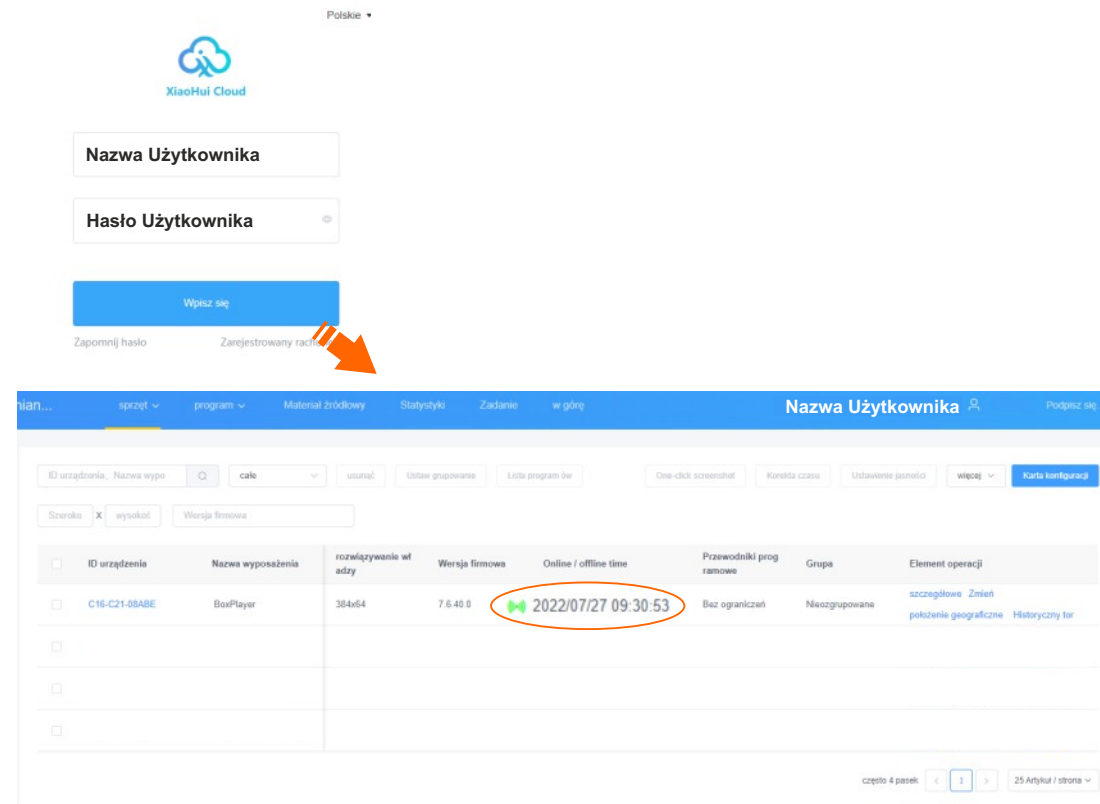 Polskie
XiaoHui Cloud
Nazwa Użytkownika
Hasło Użytkownika
Wpisz się
Zapomnij hasło Zarejestrowany
nian... sprzęt program Materiał źródłowy Statystyki Zadanie w górę Nazwa Użytkownika Podpisz się
ID urządzenia, Nazwa wypo całe usunąć Ustaw grupowanie Lista program ów One-click screenshot Korekta czasu Ustawienie jasności więcej Karta konfiguracji
Szeroko X wysokoś Wersja firmowa
ID urządzenia Nazwa wyposażenia rozwiązywanie wł Wersja firmowa Online / offline time Przewodniki prog Grupa Element operacji
adzy ramowe
C16-C21-08ABE BoxPlayer 384x64 7.6.40.0 2022/07/27 09:30:53 Bez ograniczeń Nieozgrupowane szczegółowe Zmień
położenie geograficzne Historyczny tor
często 4 pasek < 1 > 25 Artykuł / strona